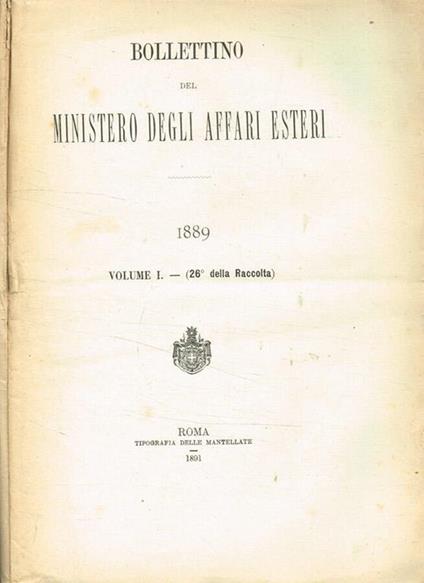 BOLLETTINO
DEL
MINISTERO DEGLI AFFARI ESTERI
1889
VOLUME I. — (26° della Raccolta)
ROMA
TIPOGRAFIA DELLE MANTELLATE
1891